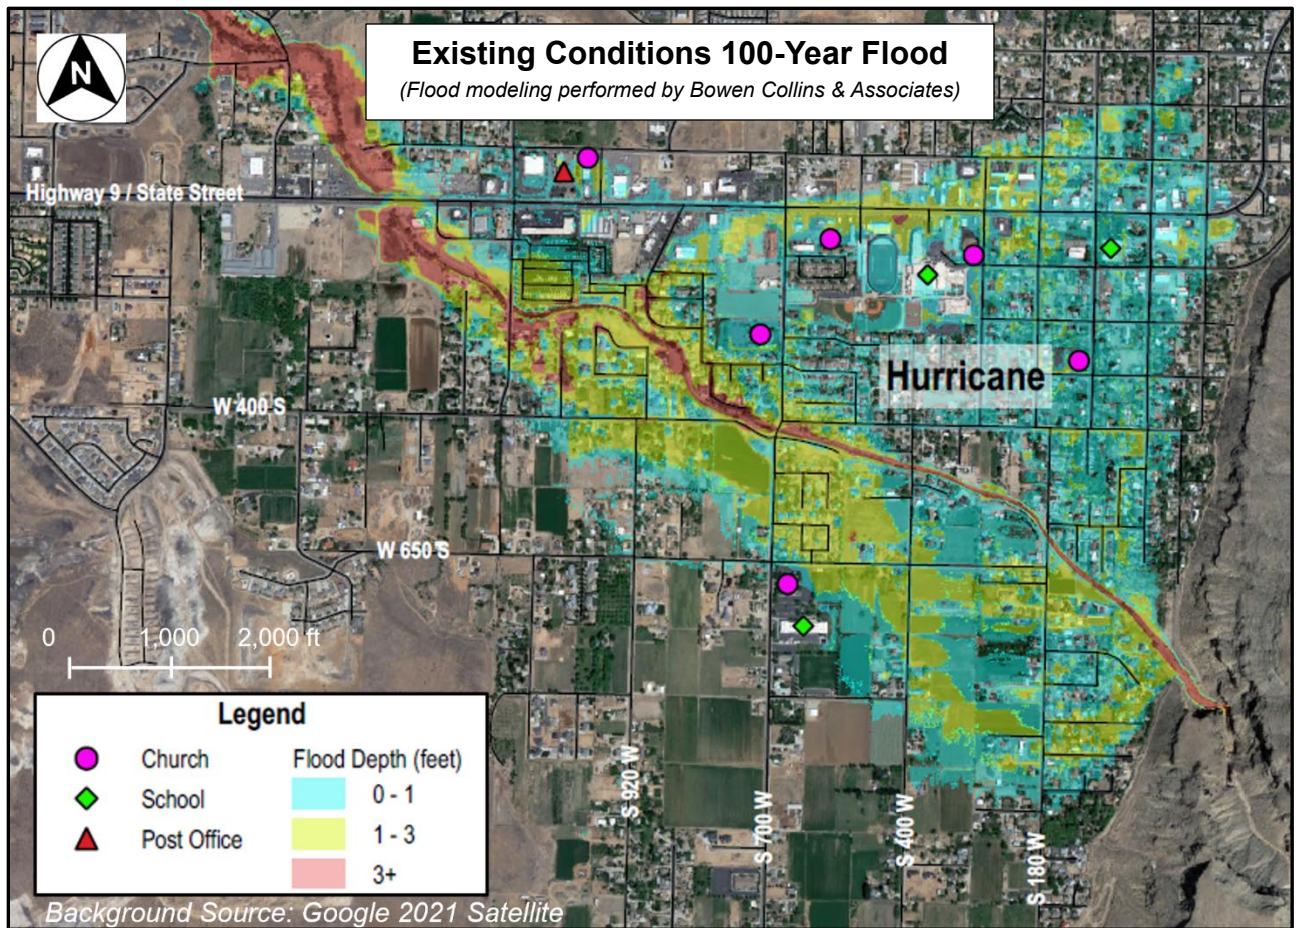 N
Existing Conditions 100-Year Flood
(Flood modeling performed by Bowen Collins & Associates)
Highway 9 / State Street
Hurricane
W 400 S
W 650 S
0 1,000 2,000 ft
Legend
Church
School
Post Office
Flood Depth (feet)
0 - 1
1 - 3
3+
S 920 W
S 700 W
S 400 W
S 180 W
Background Source: Google 2021 Satellite